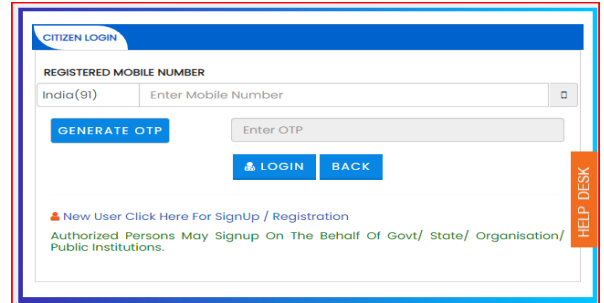 CITIZEN LOGIN
REGISTERED MOBILE NUMBER
India(91) Enter Mobile Number
GENERATE OTP Enter OTP
LOGIN BACK
HELP DESK
New User Click Here For SignUp / Registration
Authorized Persons May Signup On The Behalf Of Govt/ State/ Organisation/
Public Institutions.